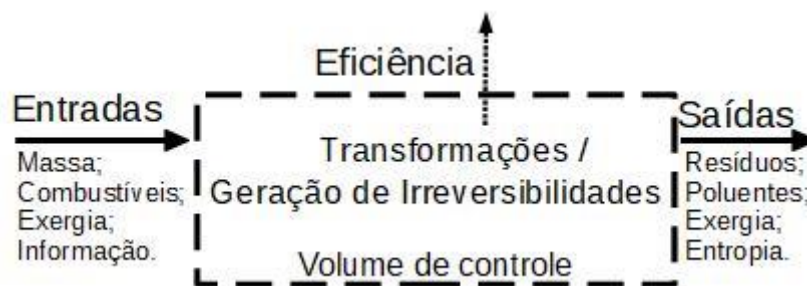 Eficiência
Entradas
Massa;
Combustíveis;
Exergia;
Informação.
Transformações /
Geração de Irreversibilidades
Volume de controle
Saídas
Resíduos;
Poluentes;
Exergia;
Entropia.